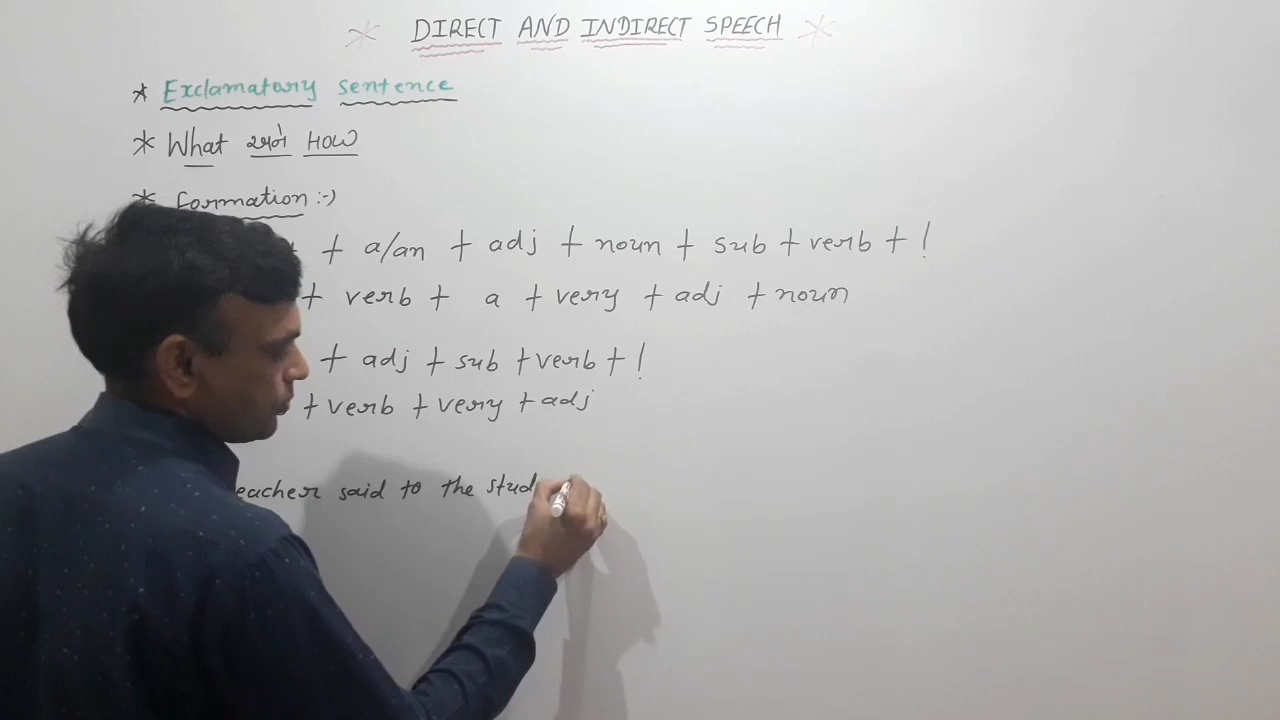 DIRECT AND INDIRECT SPEECH
* Exclamatory sentence
* What અને HOW
* Formation :-)
+ a/an + adj + noun + sub + verb + !
+ verb + a + very + adj + noun
+ adj + sub + verb + !
+ verb + very + adj
eacher said to the stud